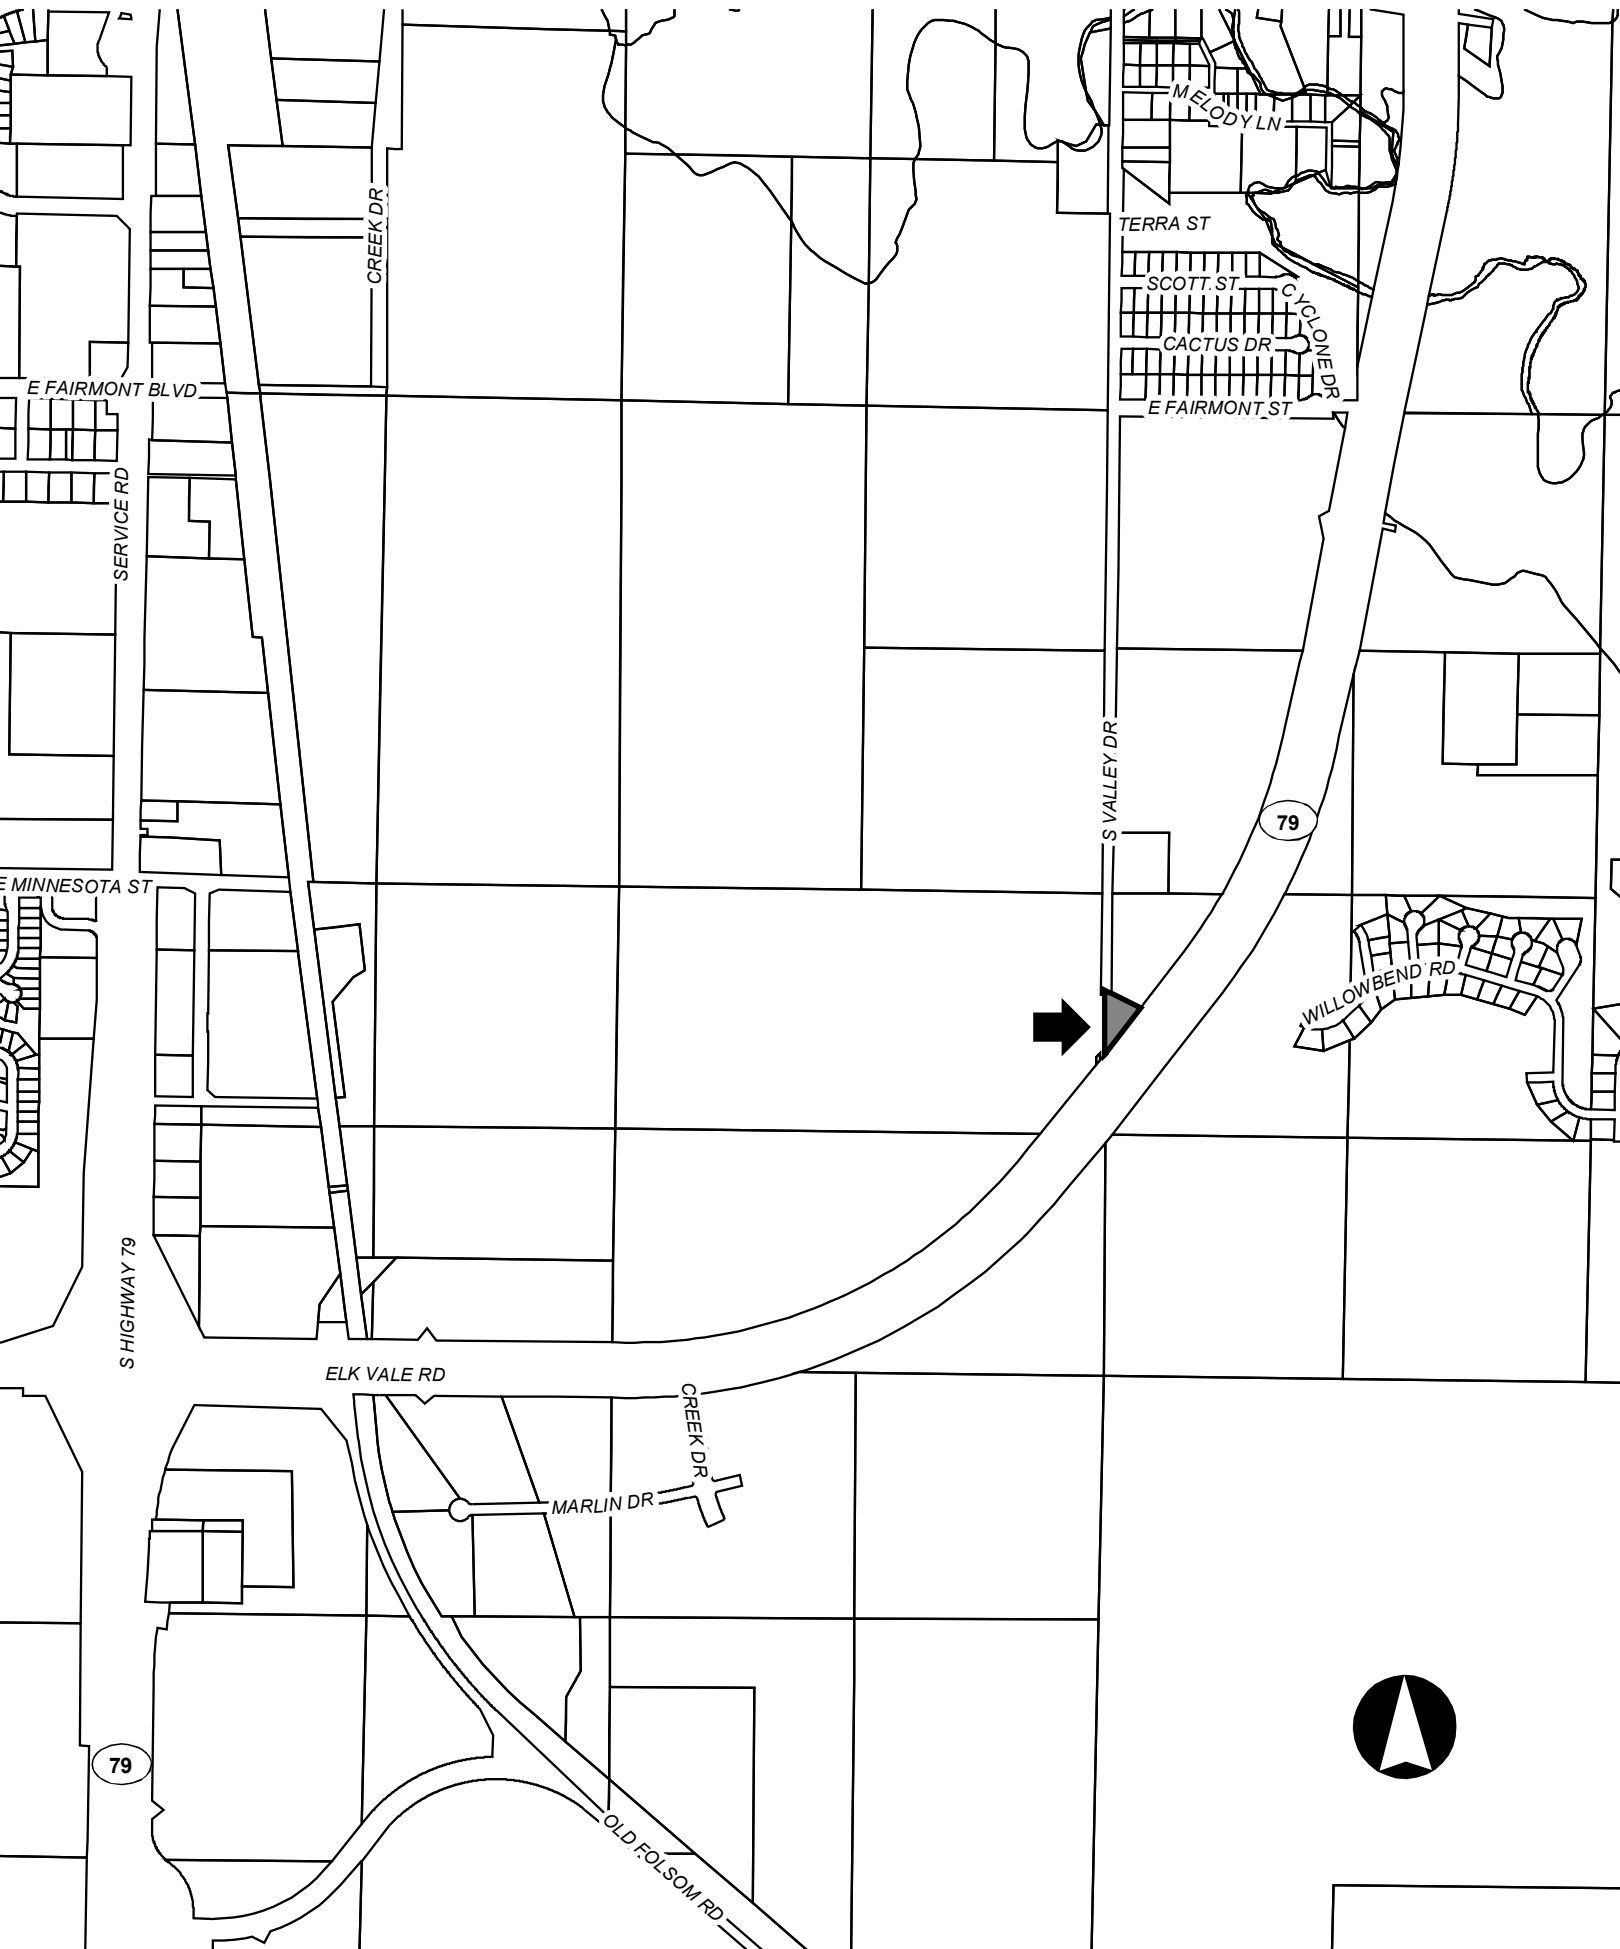 MELODY LN
CREEK DR
TERRA ST
SCOTT ST
CYCLONE DR
CACTUS DR
E FAIRMONT BLVD
E FAIRMONT ST
SERVICE RD
S VALLEY DR
79
E MINNESOTA ST
WILLOWBEND RD
S HIGHWAY 79
ELK VALE RD
CREEK DR
MARLIN DR
79
OLD FOLSOM RD